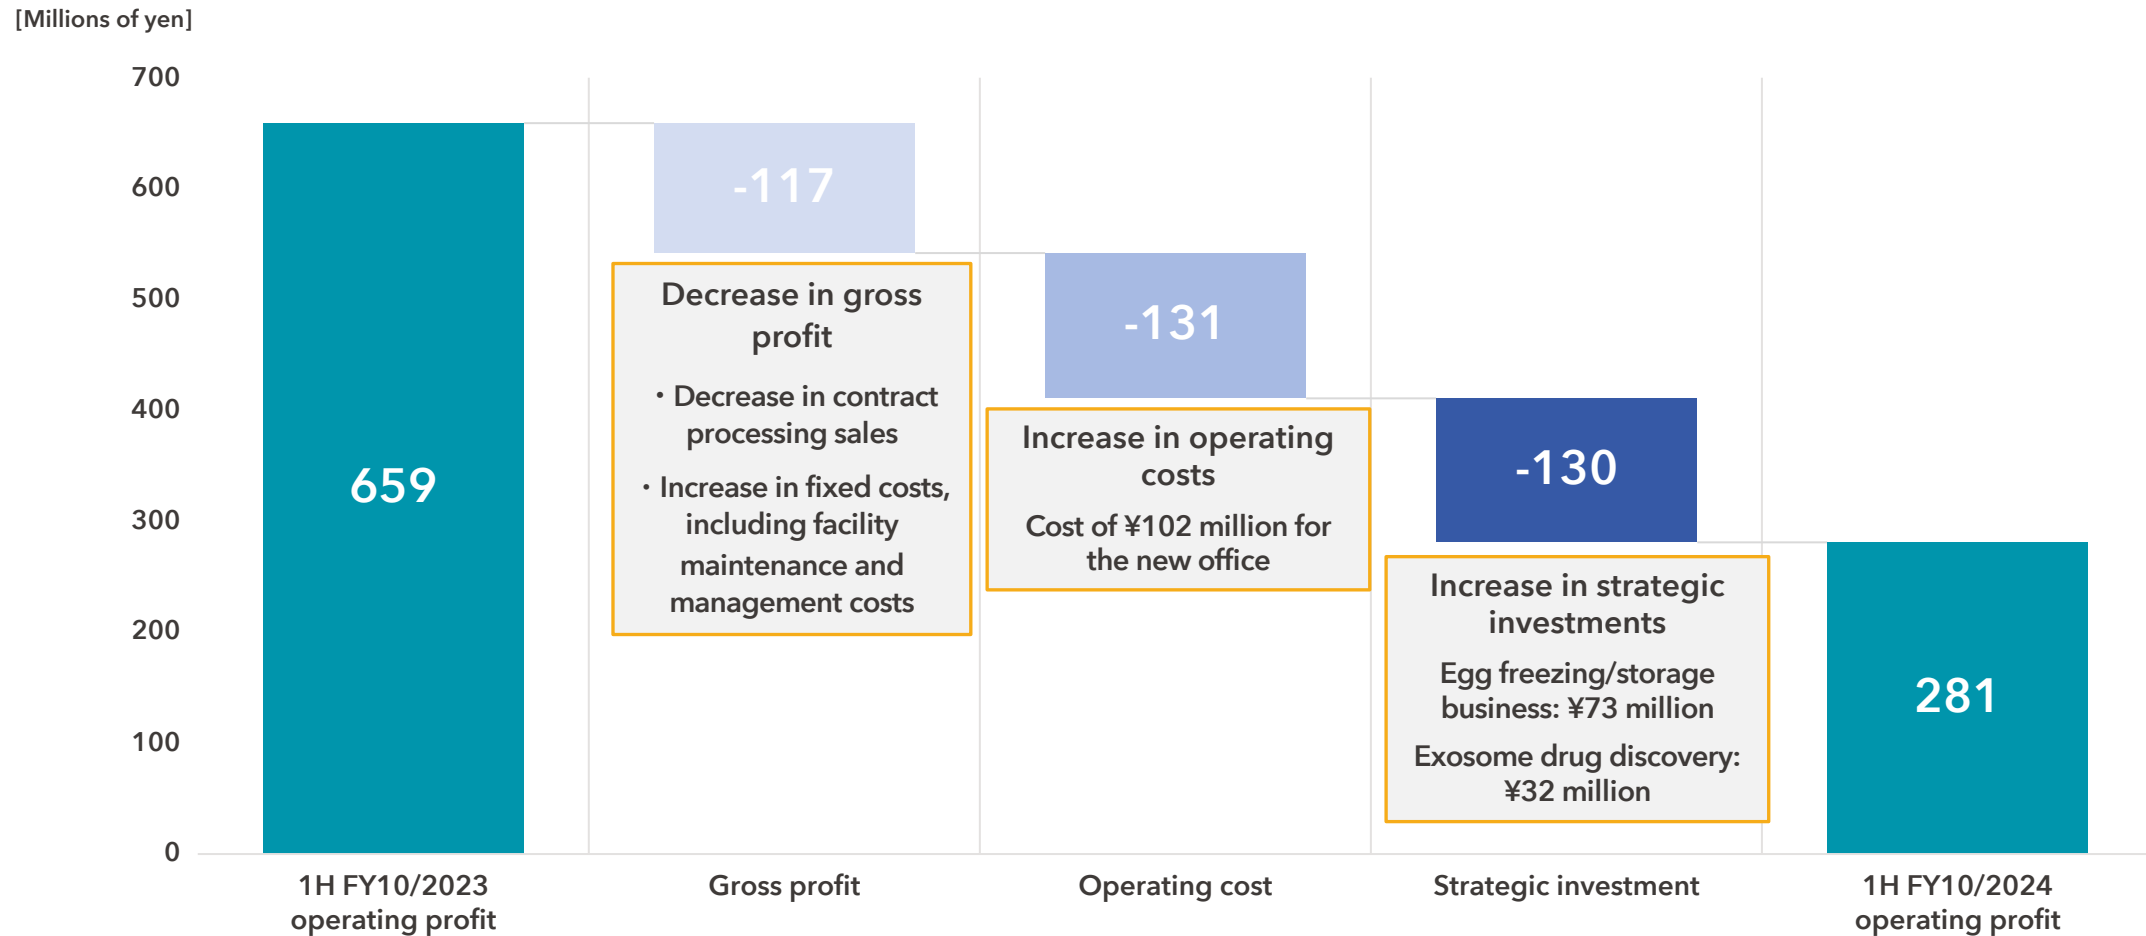 [Millions of yen]
700
600
500
400
300
200
100
0
659
-117
Decrease in gross
profit
・Decrease in contract
processing sales
・Increase in fixed costs,
including facility
maintenance and
management costs
-131
Increase in operating
costs
Cost of ¥102 million for
the new office
-130
Increase in strategic
investments
Egg freezing/storage
business: ¥73 million
Exosome drug discovery:
¥32 million
281
1H FY10/2023
operating profit
Gross profit
Operating cost
Strategic investment
1H FY10/2024
operating profit